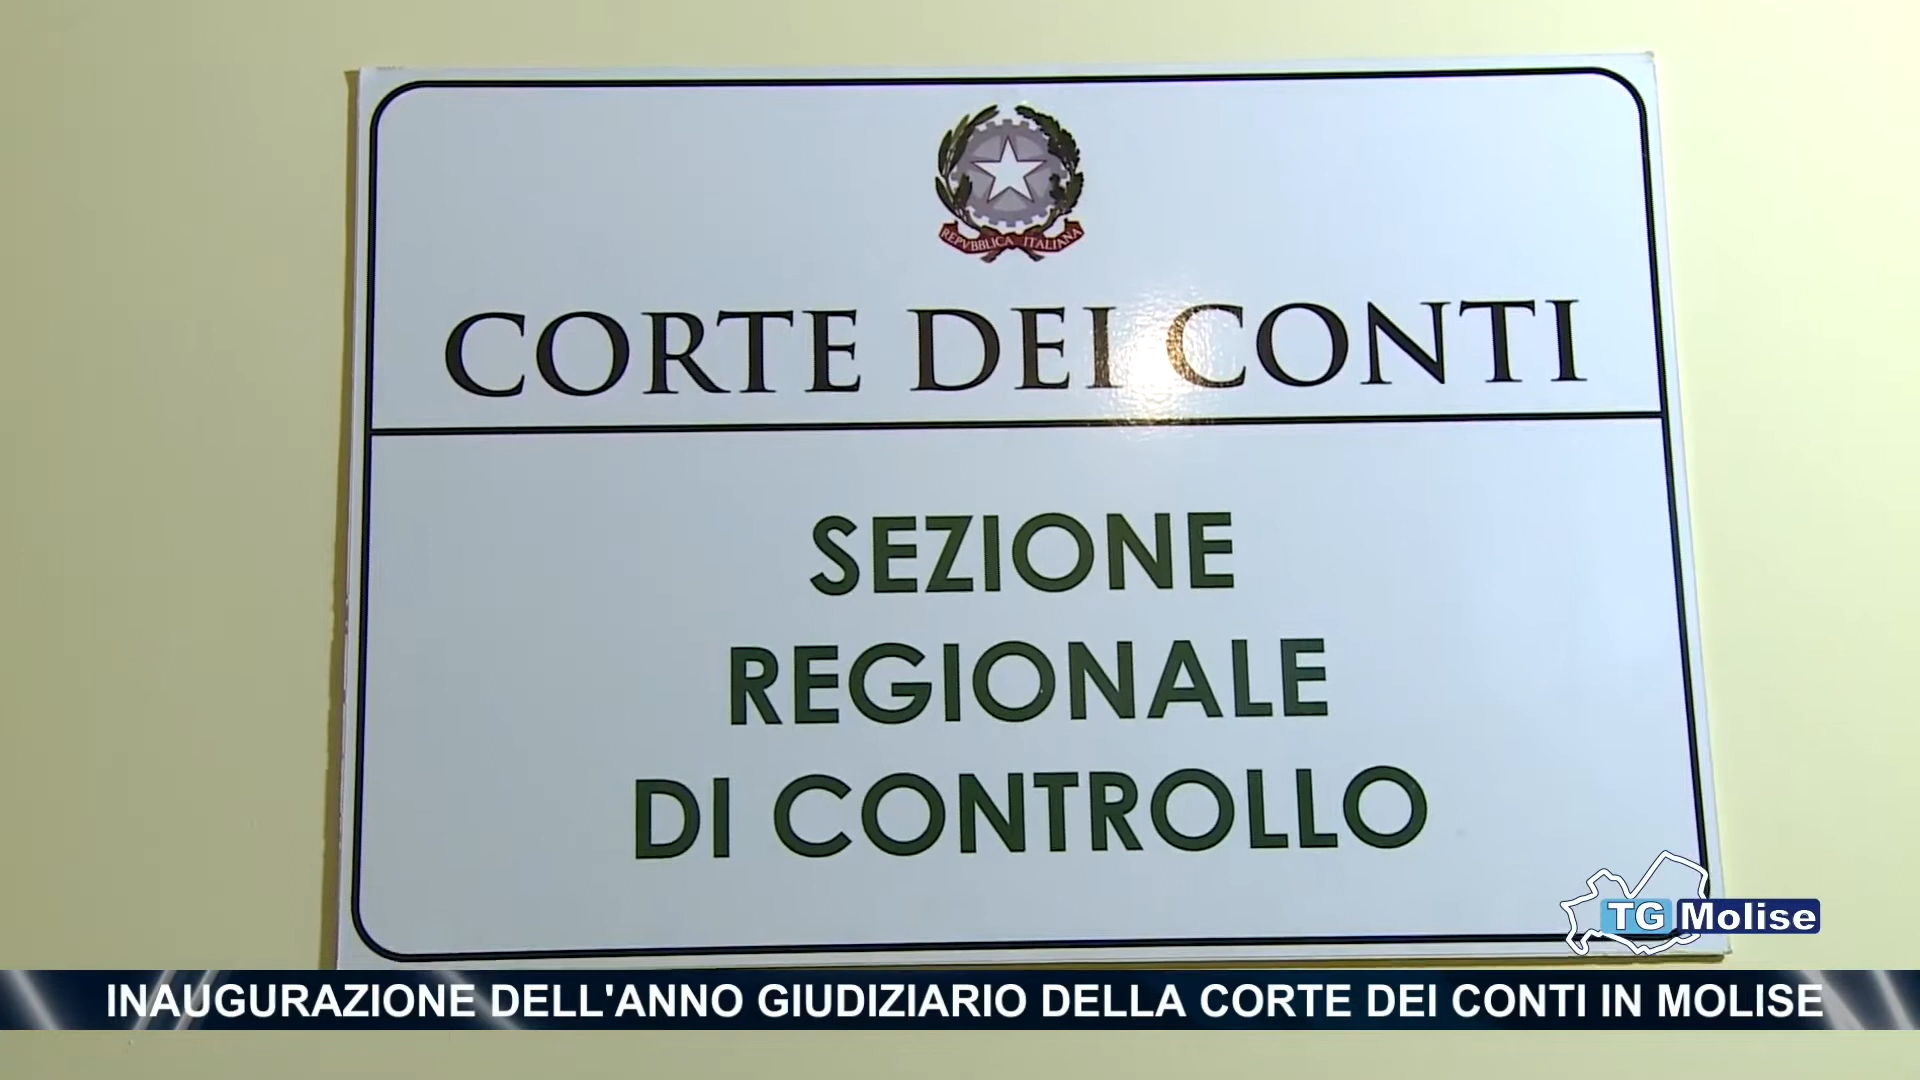 REPVBBLICA ITALIANA
CORTE DEI CONTI
SEZIONE
REGIONALE
DI CONTROLLO
TG Molise
INAUGURAZIONE DELL'ANNO GIUDIZIARIO DELLA CORTE DEI CONTI IN MOLISE